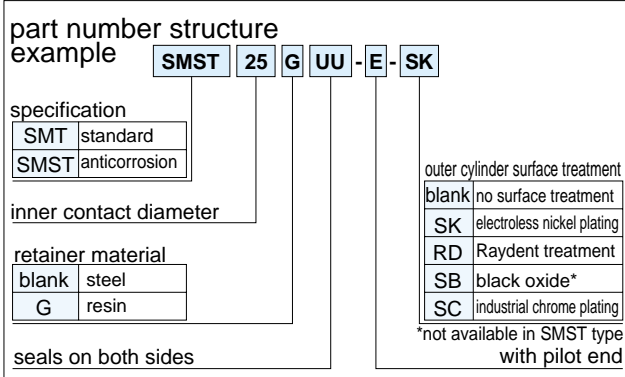 part number structure
example
SMST 25 G UU - E - SK
specification
SMT standard
SMST anticorrosion
inner contact diameter
retainer material
blank steel
G resin
seals on both sides
outer cylinder surface treatment
blank no surface treatment
SK electroless nickel plating
RD Raydent treatment
SB black oxide*
SC industrial chrome plating
*not available in SMST type
with pilot end